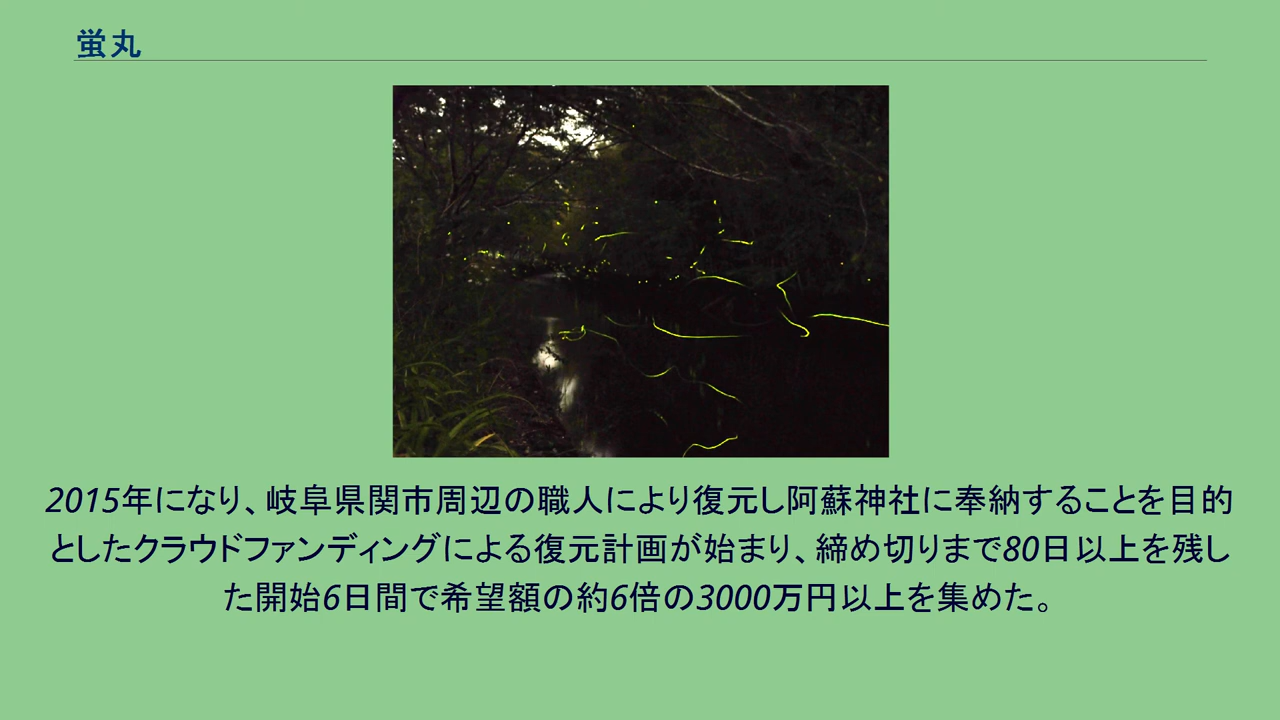 蛍丸
2015年になり、岐阜県関市周辺の職人により復元し阿蘇神社に奉納することを目的
としたクラウドファンディングによる復元計画が始まり、締め切りまで80日以上を残し
た開始6日間で希望額の約6倍の3000万円以上を集めた。